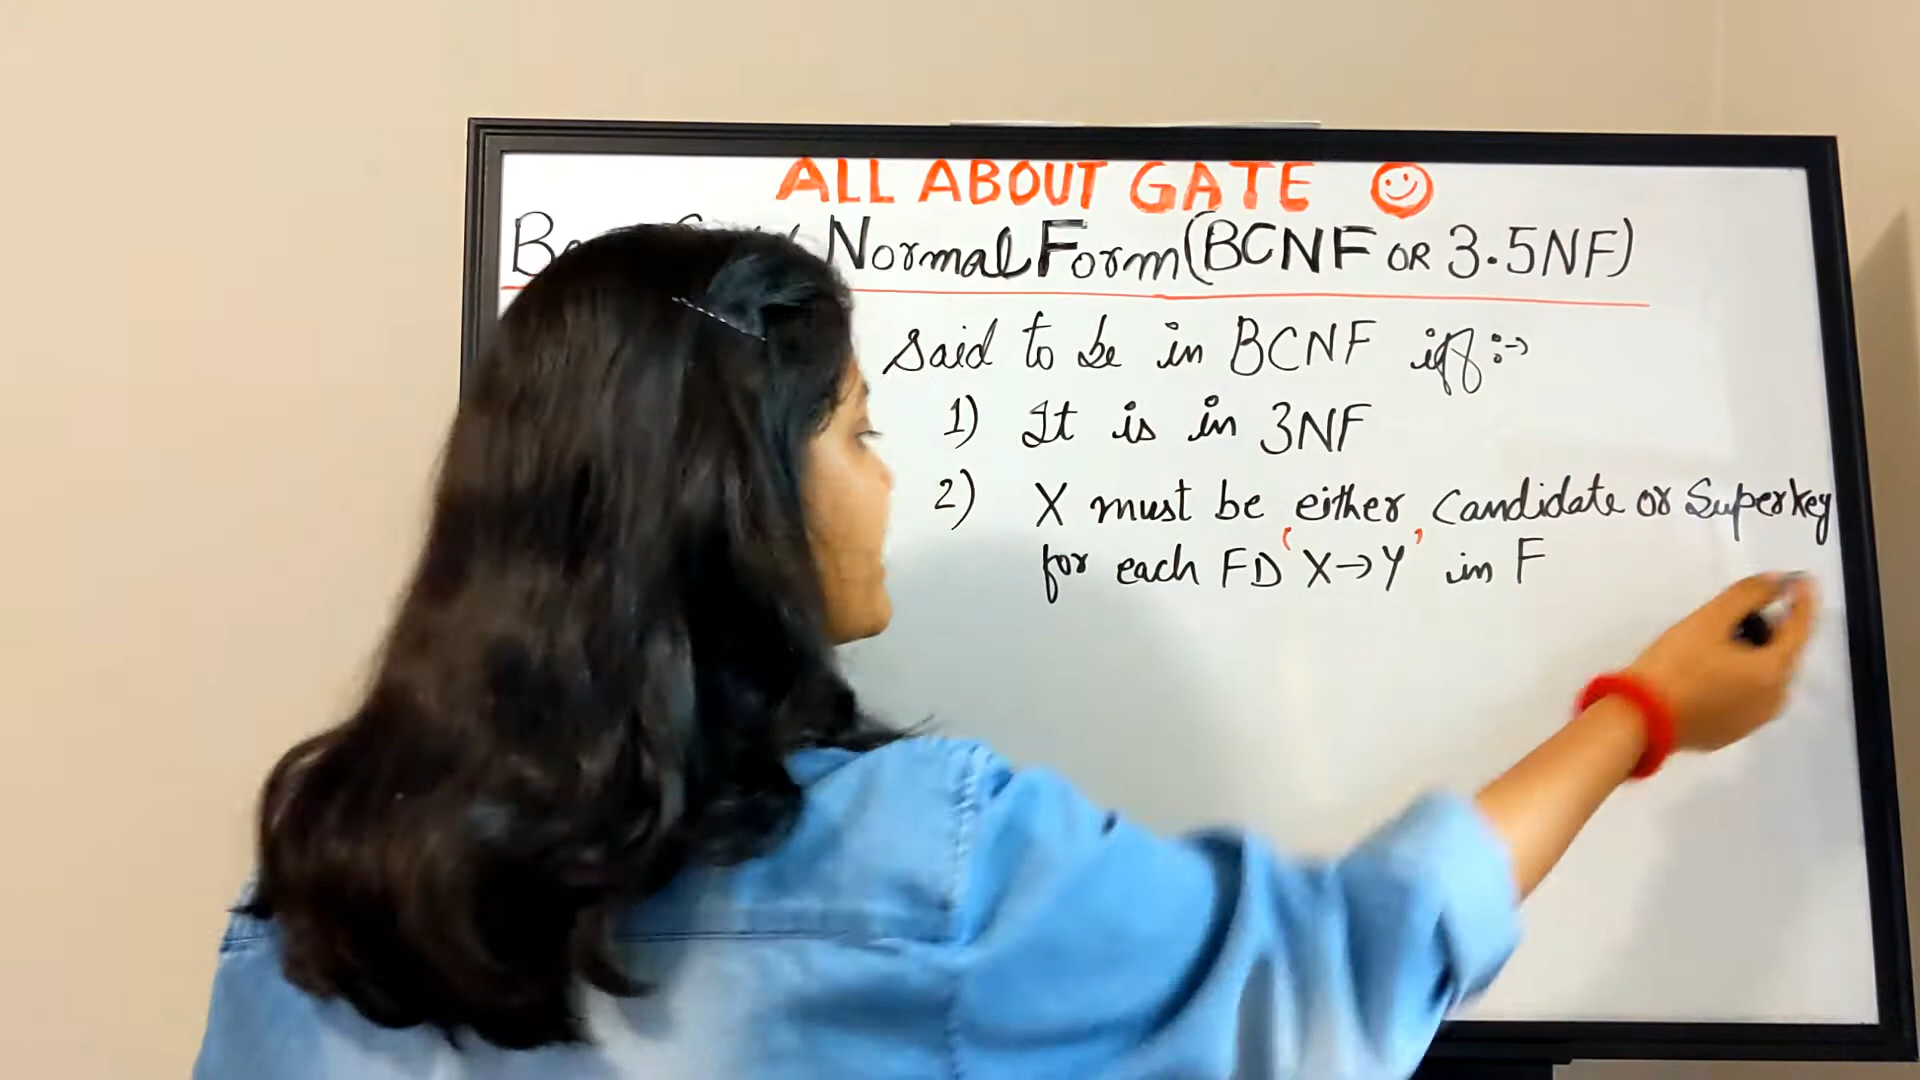 ALL ABOUT GATE
Normal Form (BCNF OR 3.5NF)
said to be in BCNF iff :→
1) It is in 3NF
2) X must be either candidate or Superkey
for each FD 'X→Y' in F